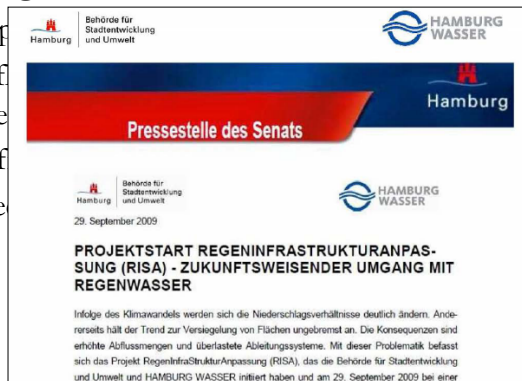 Hamburg
Behörde für
Stadtentwicklung
und Umwelt
HAMBURG
WASSER
Hamburg
Pressestelle des Senats
Hamburg
Behörde für
Stadtentwicklung
und Umwelt
HAMBURG
WASSER
29. September 2009
PROJEKTSTART REGENINFRASTRUKTURANPAS-
SUNG (RISA) - ZUKUNFTSWEISENDER UMGANG MIT
REGENWASSER
Infolge des Klimawandels werden sich die Niederschlagsverhältnisse deutlich ändern. Ande-
rerseits hält der Trend zur Versiegelung von Flächen ungebremst an. Die Konsequenzen sind
erhöhte Abflussmengen und überlastete Ableitungssysteme. Mit dieser Problematik befasst
sich das Projekt RegenInfraStrukturAnpassung (RISA), das die Behörde für Stadtentwicklung
und Umwelt und HAMBURG WASSER initiert haben und am 29. September 2009 bei einer